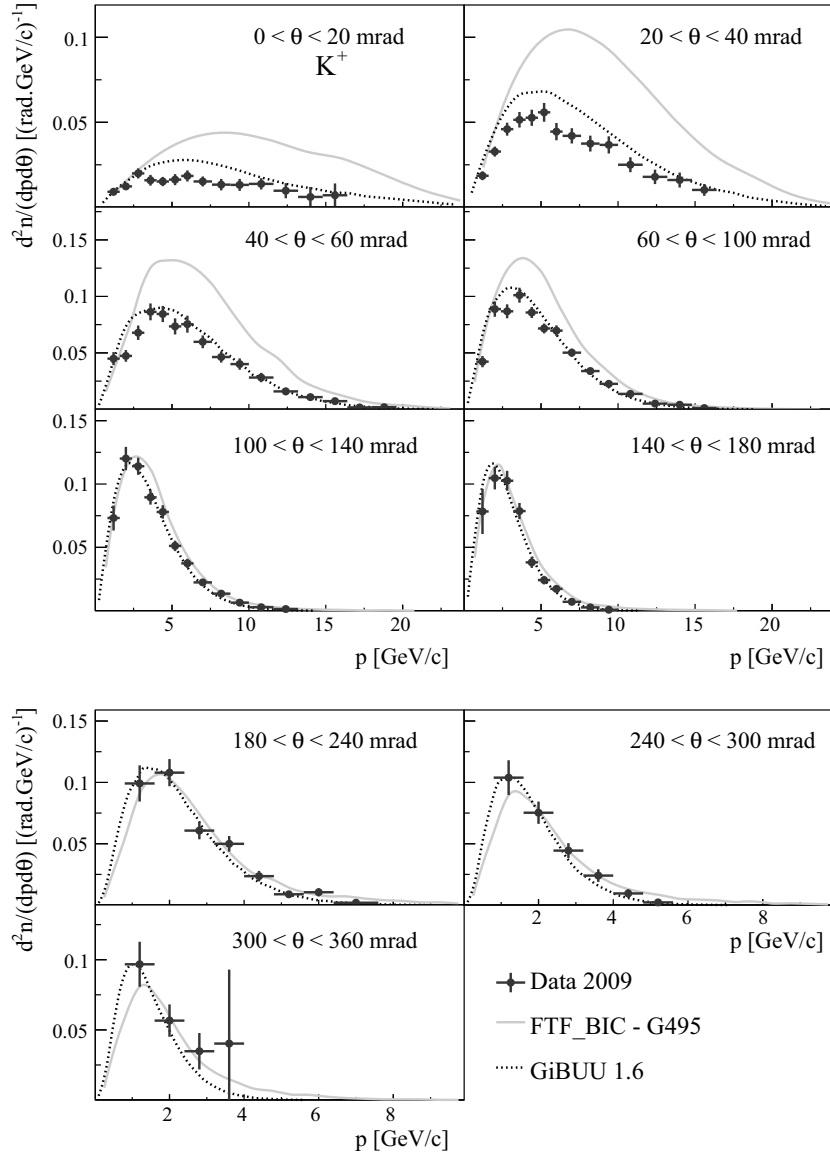 0 < θ < 20 mrad
K⁺
20 < θ < 40 mrad
d²n/(dpdθ) [(rad.GeV/c)⁻¹
0.1
0.05
40 < θ < 60 mrad
60 < θ < 100 mrad
0.15
0.1
0.05
100 < θ < 140 mrad
140 < θ < 180 mrad
0.15
0.1
0.05
5 10 15 20 5 10 15 20
p [GeV/c] p [GeV/c]
180 < θ < 240 mrad
240 < θ < 300 mrad
d²n/(dpdθ) [(rad.GeV/c)⁻¹
0.15
0.1
0.05
2 4 6 8
p [GeV/c]
300 < θ < 360 mrad
0.1
0.05
2 4 6 8
p [GeV/c]
Data 2009
FTF_BIC - G495
GiBUU 1.6